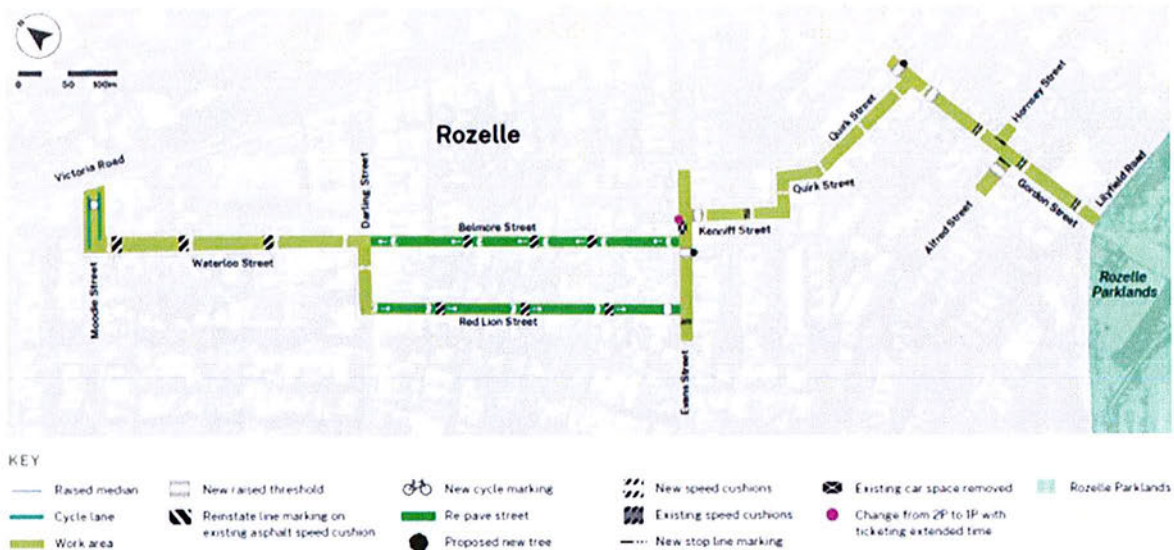 N
0 50 100m
Rozelle
Victoria Road
Moodie Street
Waterloo Street
Darling Street
Belmore Street
Red Lion Street
Evans Street
Kenniff Street
Quirk Street
Quirk Street
Alfred Street
Hornsey Street
Gordon Street
Lilyfield Road
Rozelle
Parklands
KEY
Raised median
Cycle lane
Work area
New raised threshold
Reinstate line marking on
existing asphalt speed cushion
New cycle marking
Re pave street
Proposed new tree
New speed cushions
Existing speed cushions
New stop line marking
Existing car space removed
Change from 2P to 1P with
ticketing extended time
Rozelle Parklands